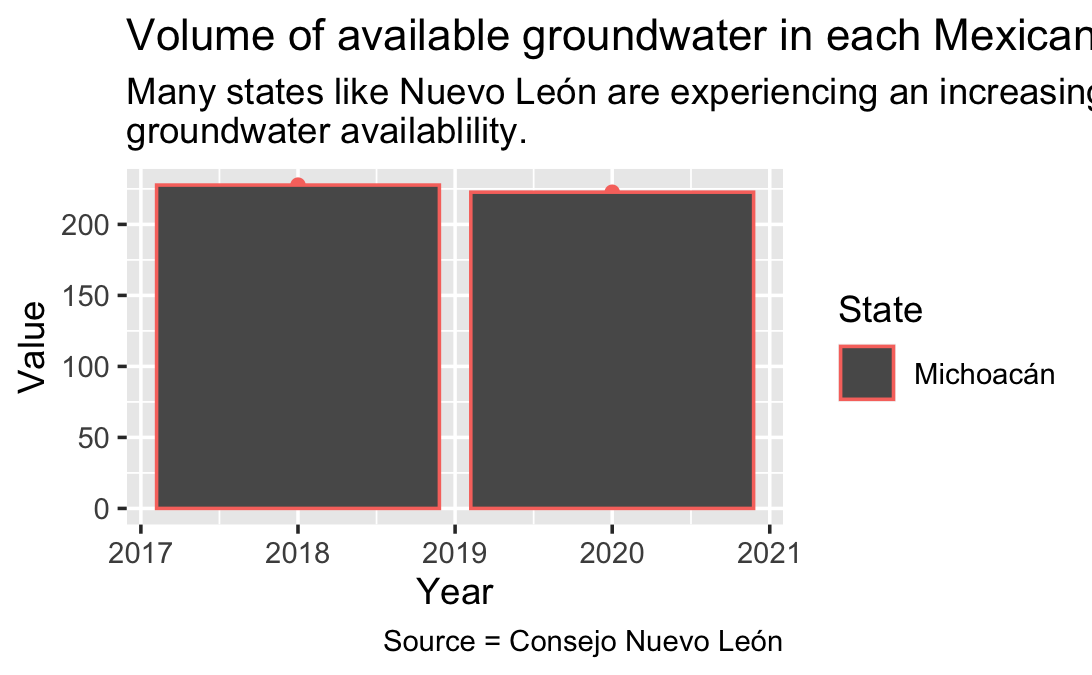 Volume of available groundwater in each Mexican
Many states like Nuevo León are experiencing an increasing
groundwater availablility.
200
150
100
50
0
Value
2017 2018 2019 2020 2021
Year
State
Michoacán
Source = Consejo Nuevo León